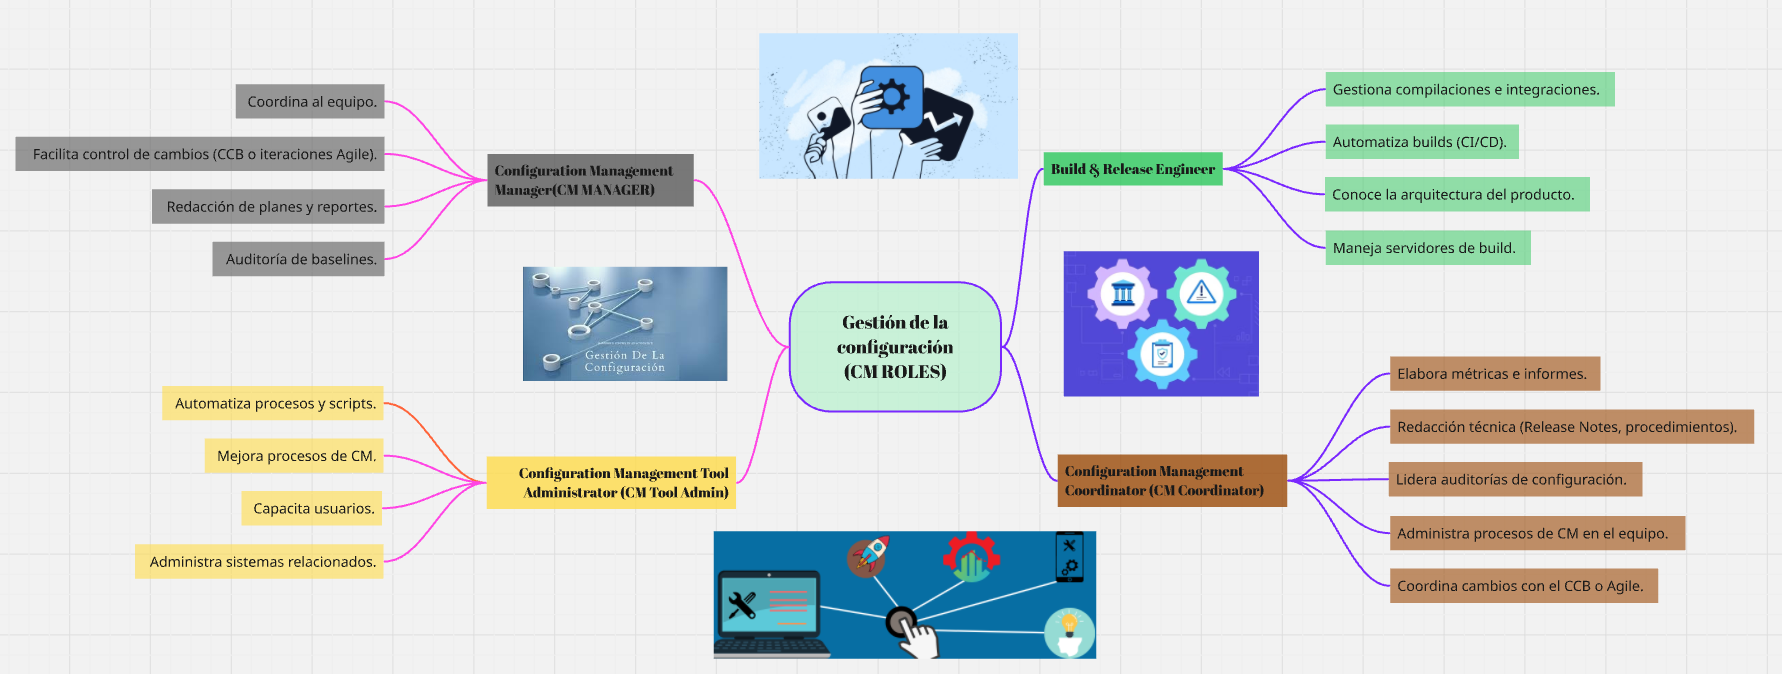 Gestión de la
configuración
(CM ROLES)
Configuration Management
Manager(CM MANAGER)
Coordina al equipo.
Facilita control de cambios (CCB o iteraciones Agile).
Redacción de planes y reportes.
Auditoría de baselines.
Gestión De La
Configuración
Configuration Management Tool
Administrator (CM Tool Admin)
Automatiza procesos y scripts.
Mejora procesos de CM.
Capacita usuarios.
Administra sistemas relacionados.
Build & Release Engineer
Gestiona compilaciones e integraciones.
Automatiza builds (CI/CD).
Conoce la arquitectura del producto.
Maneja servidores de build.
Configuration Management
Coordinator (CM Coordinator)
Elabora métricas e informes.
Redacción técnica (Release Notes, procedimientos).
Lidera auditorías de configuración.
Administra procesos de CM en el equipo.
Coordina cambios con el CCB o Agile.